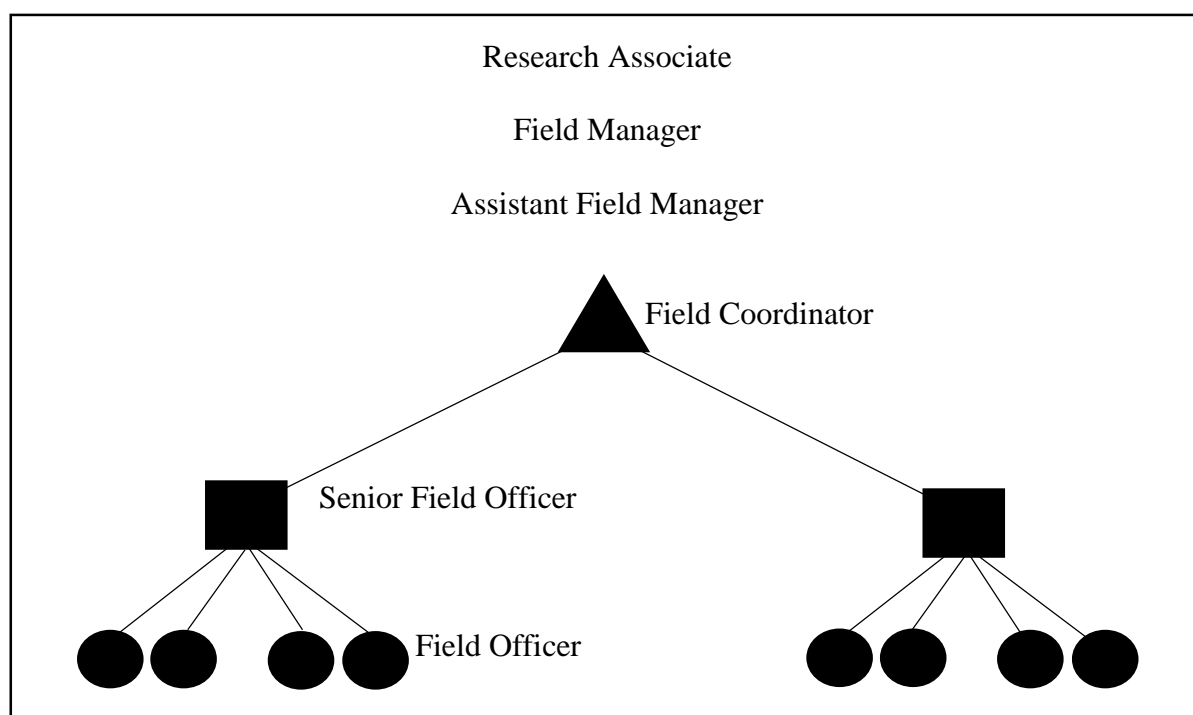 Research Associate
Field Manager
Assistant Field Manager
Field Coordinator
Senior Field Officer
Field Officer